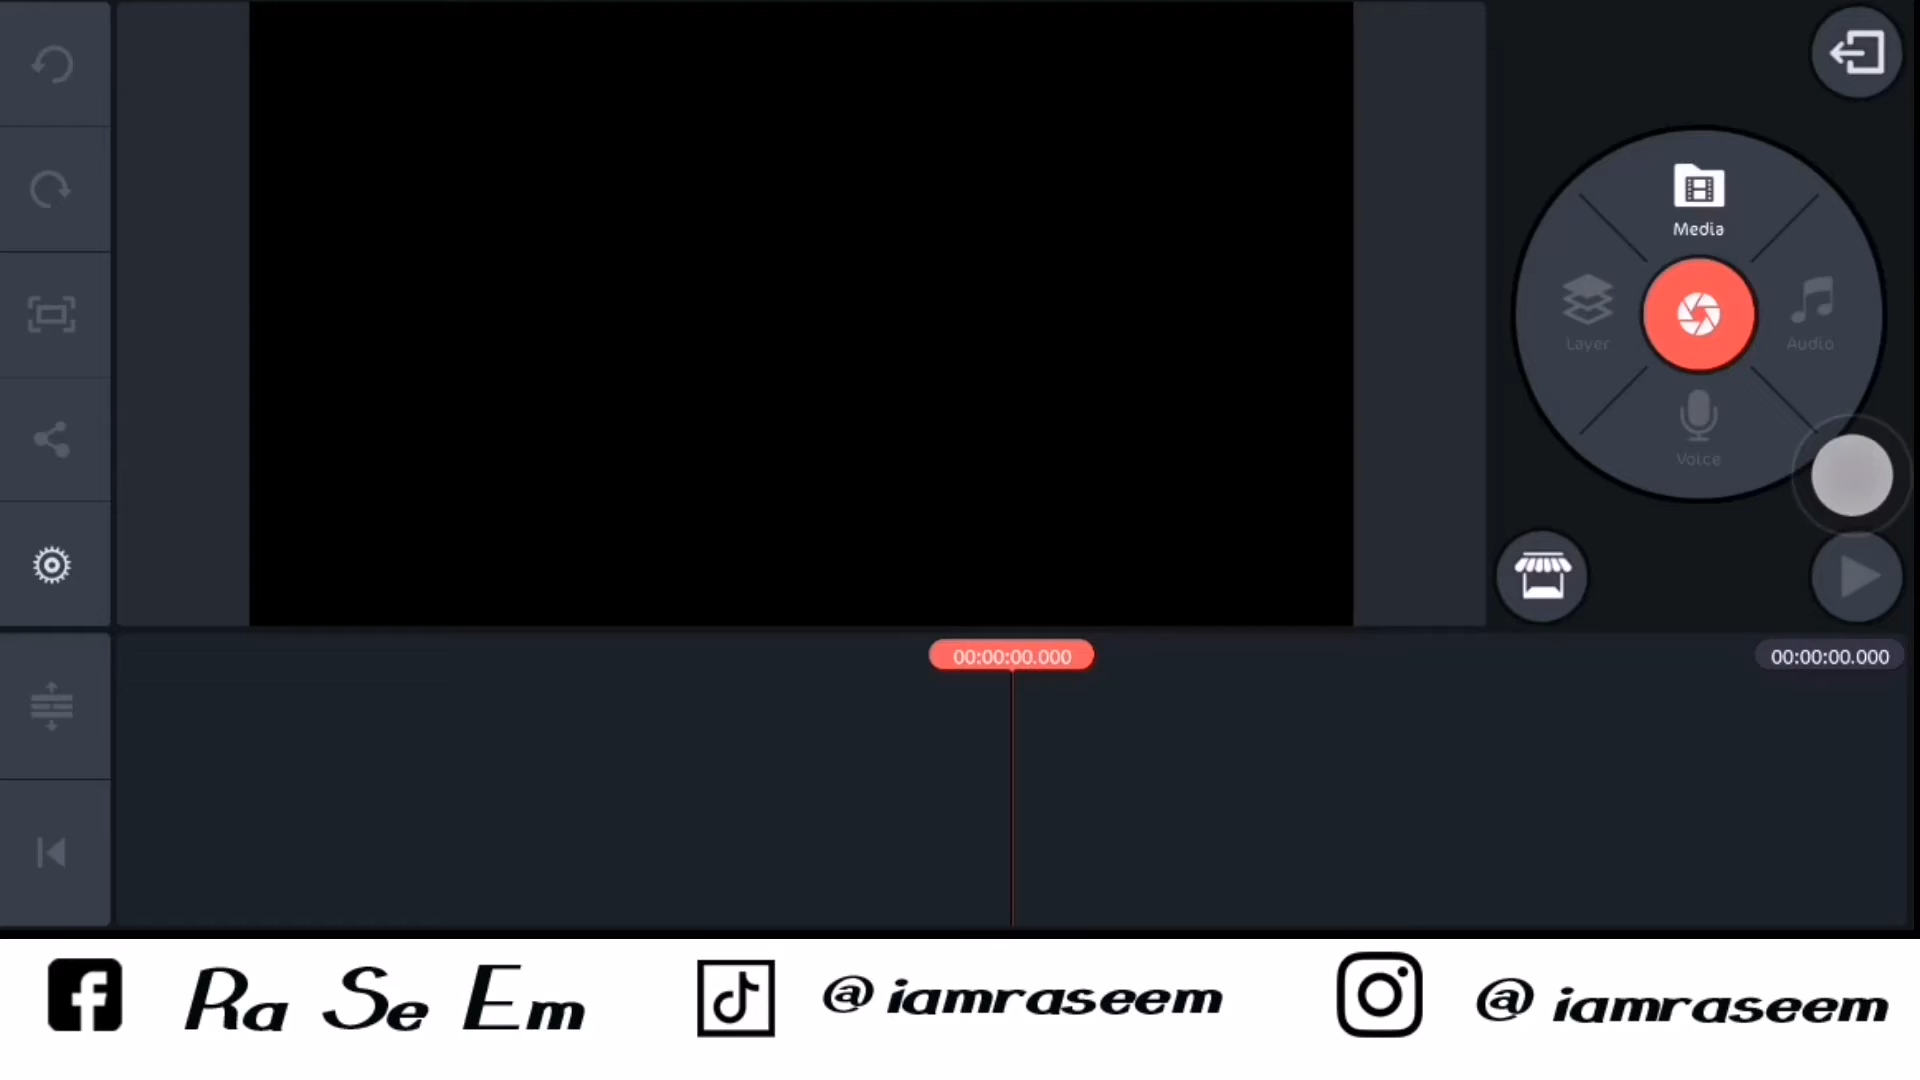 Media
Layer
Audio
Voice
00:00:00.000
00:00:00.000
Ra Se Em
@iamraseem
@iamraseem